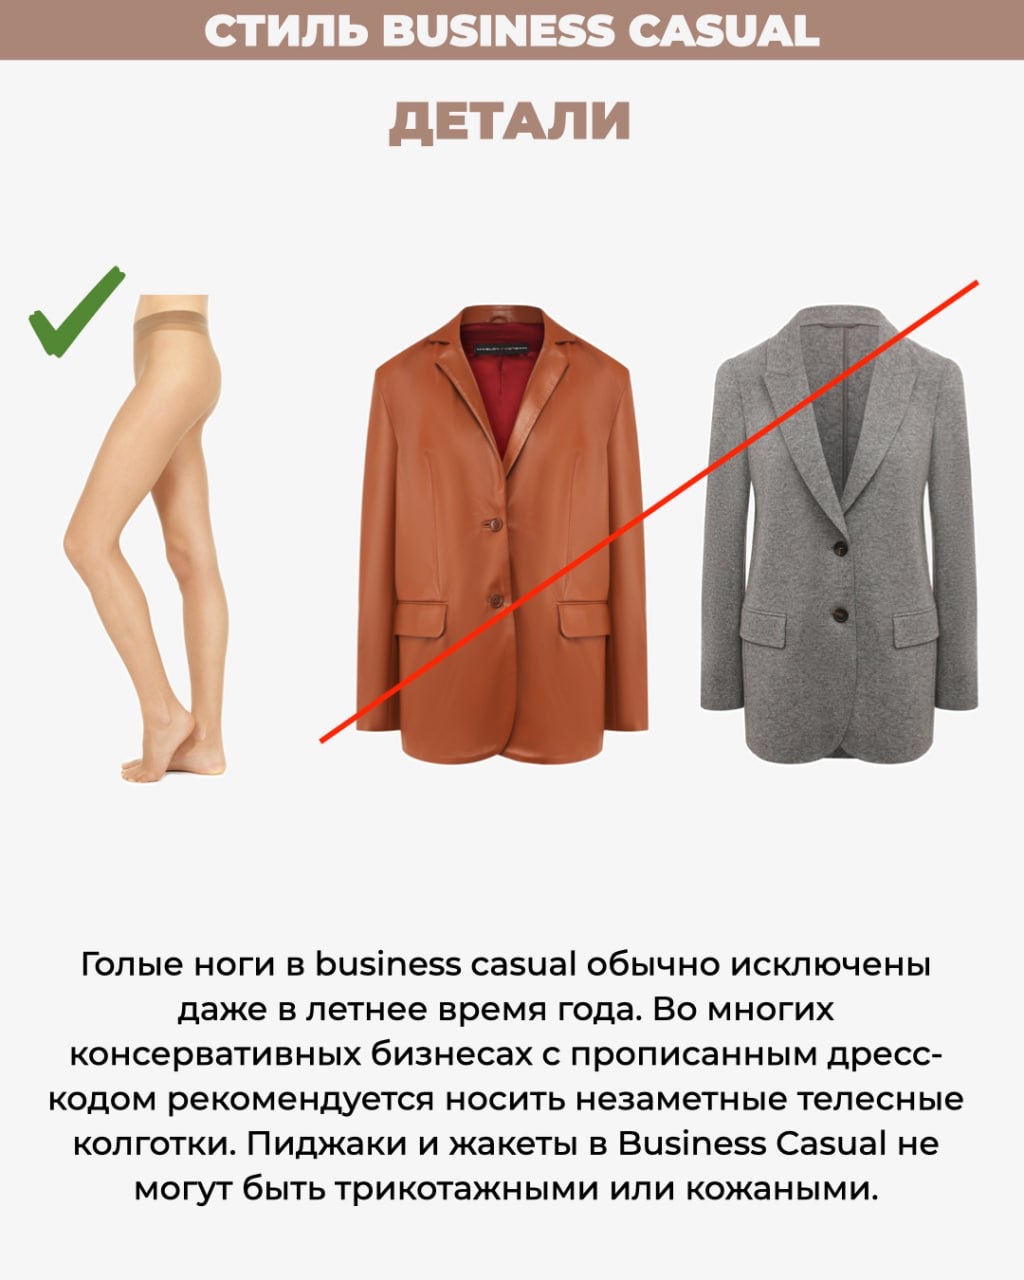 СТИЛЬ BUSINESS CASUAL
ДЕТАЛИ
Голые ноги в business casual обычно исключены
даже в летнее время года. Во многих
консервативных бизнесах с прописанным дресс-
кодом рекомендуется носить незаметные телесные
колготки. Пиджаки и жакеты в Business Casual не
могут быть трикотажными или кожаными.